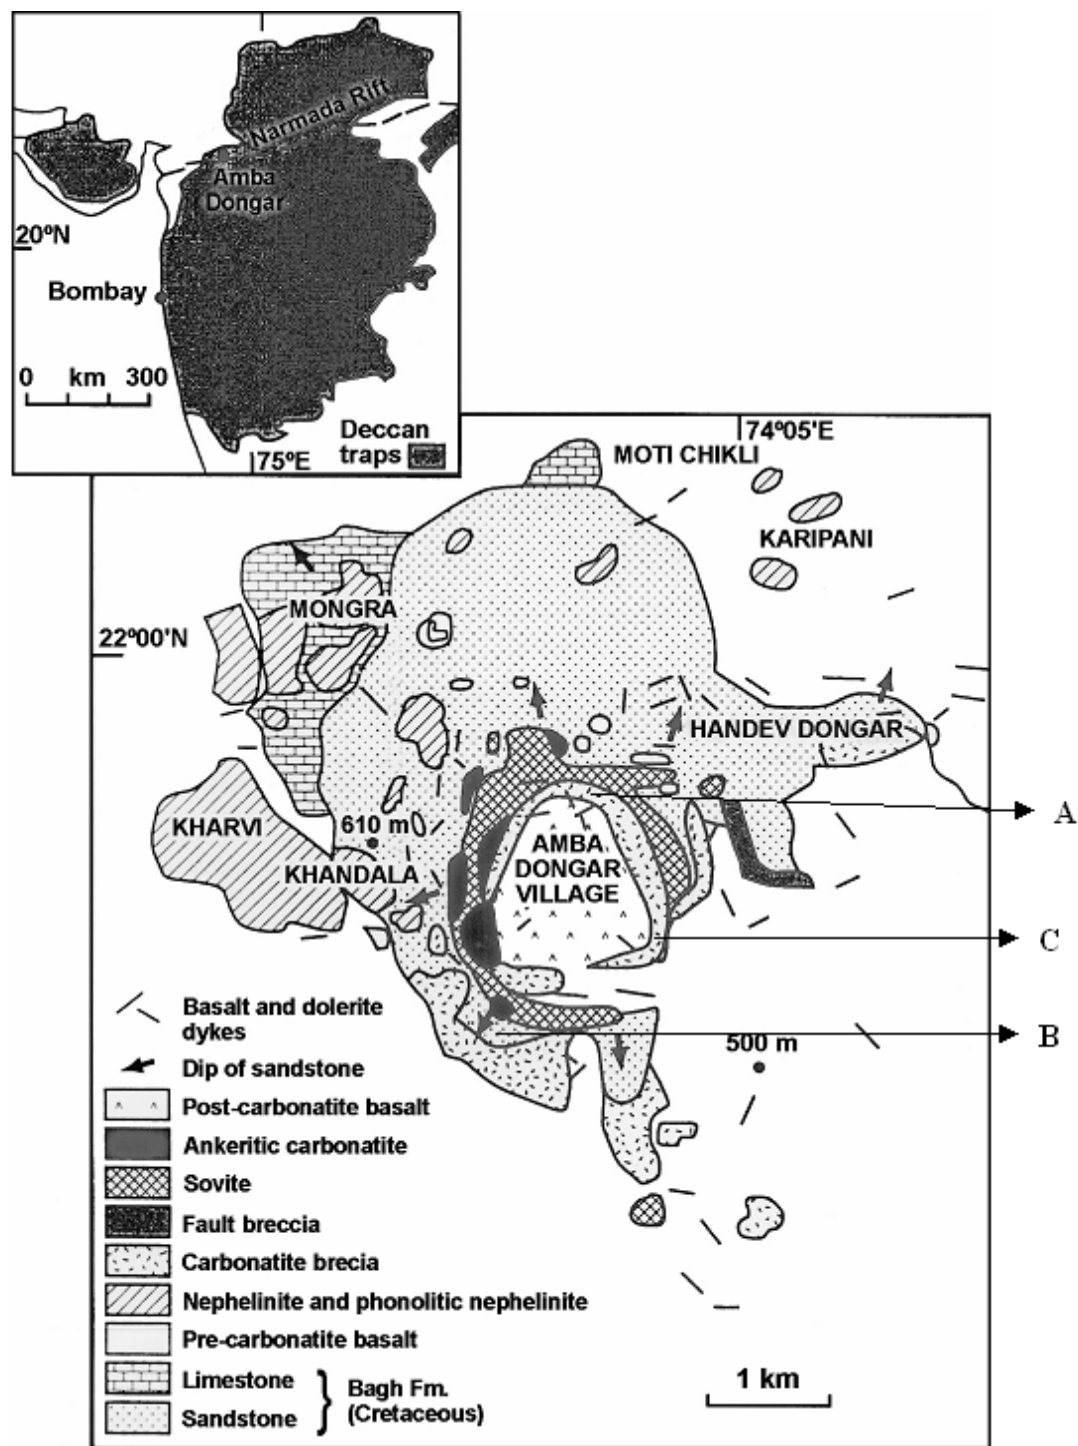 Narmada Rift
Amba
Dongar
20ºN
Bombay
0 km 300
Deccan
traps
75ºE
74º05'E
MOTI CHIKLI
KARIPANI
MONGRA
22º00'N
HANDEV DONGAR
A
KHARVI
610 m
AMBA
DONGAR
VILLAGE
KHANDALA
C
B
500 m
Basalt and dolerite
dykes
Dip of sandstone
Post-carbonatite basalt
Ankeritic carbonatite
Sovite
Fault breccia
Carbonatite brecia
Nephelinite and phonolitic nephelinite
Pre-carbonatite basalt
Limestone
Sandstone
Bagh Fm.
(Cretaceous)
1 km